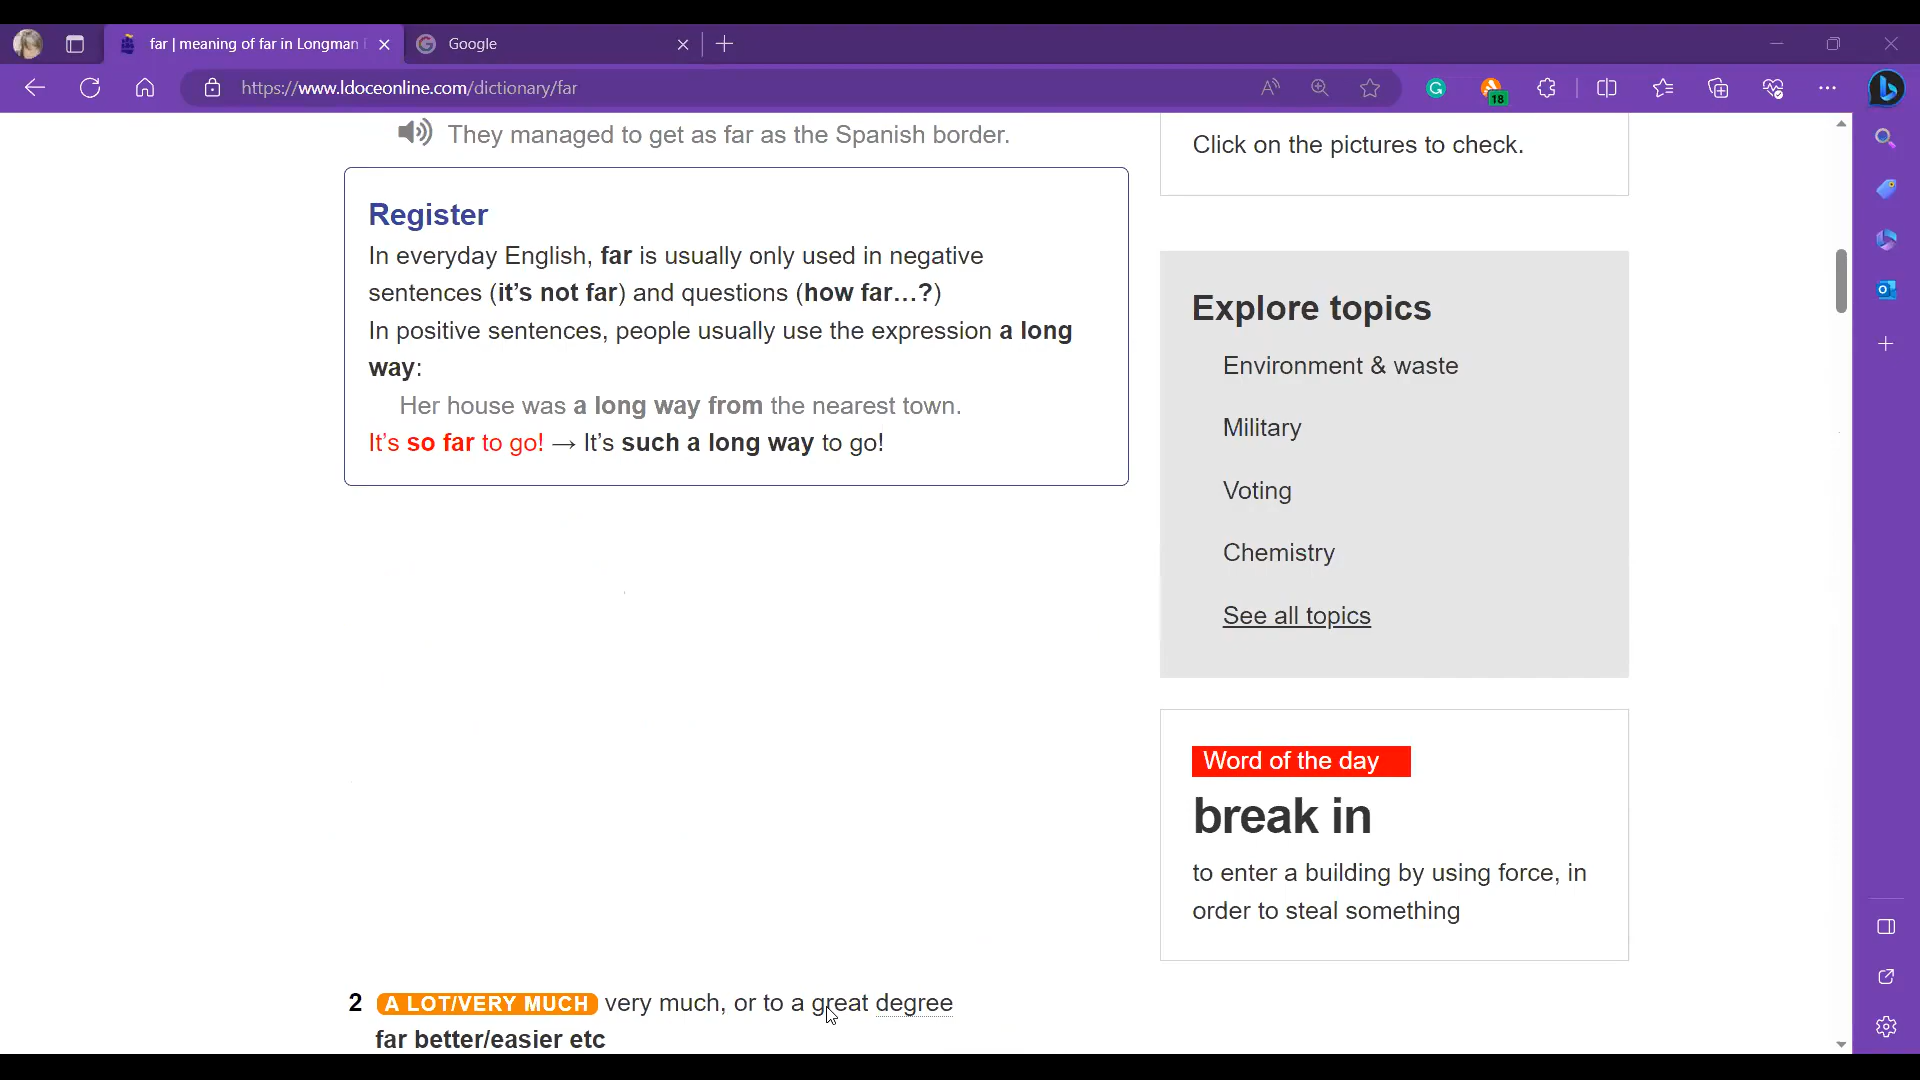 far | meaning of far in Longman
Google
https://www.ldoceonline.com/dictionary/far
18
They managed to get as far as the Spanish border.
Register
In everyday English, far is usually only used in negative
sentences (it’s not far) and questions (how far…?)
In positive sentences, people usually use the expression a long
way:
Her house was a long way from the nearest town.
It’s so far to go! → It’s such a long way to go!
2 A LOT/VERY MUCH very much, or to a great degree
far better/easier etc
Click on the pictures to check.
Explore topics
Environment & waste
Military
Voting
Chemistry
See all topics
Word of the day
break in
to enter a building by using force, in
order to steal something